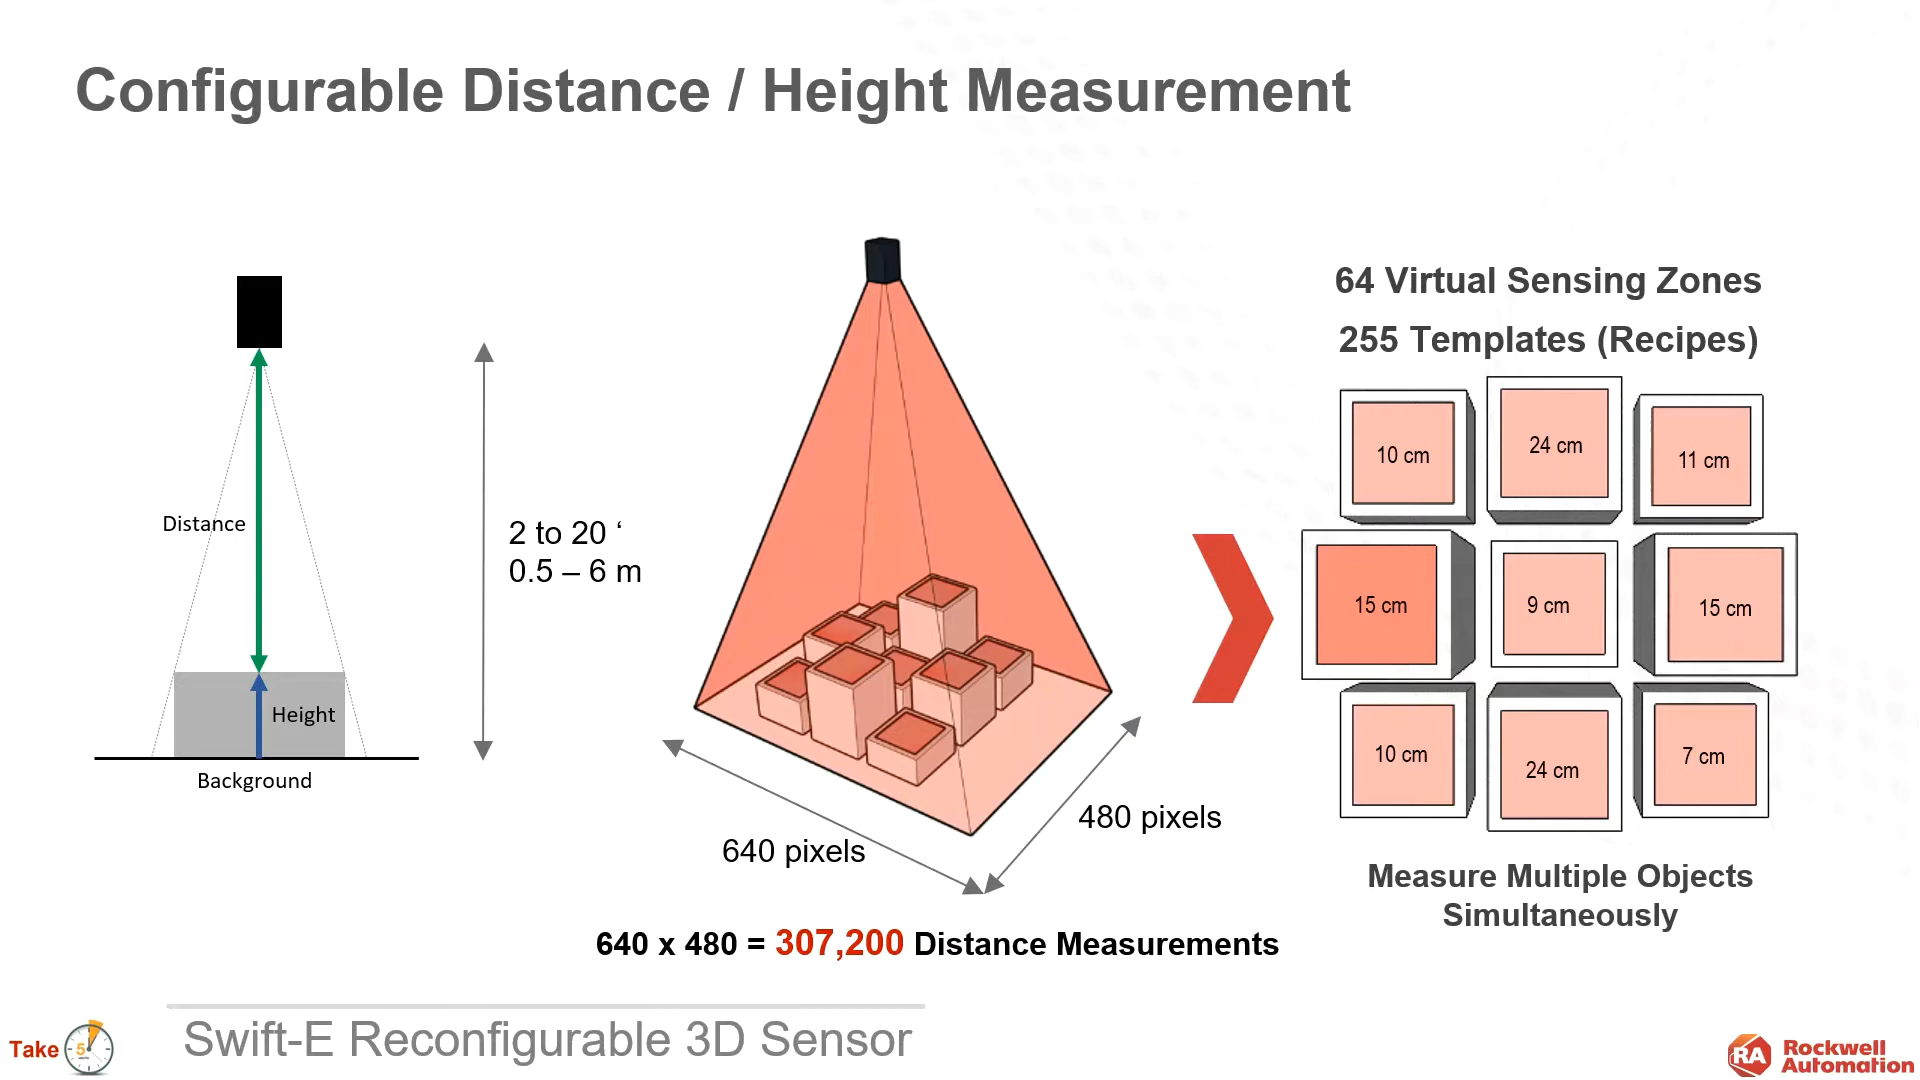 Configurable Distance / Height Measurement
Distance
Height
Background
2 to 20 ‘
0.5 – 6 m
640 pixels
480 pixels
640 x 480 = 307,200 Distance Measurements
64 Virtual Sensing Zones
255 Templates (Recipes)
10 cm
24 cm
11 cm
15 cm
9 cm
15 cm
10 cm
24 cm
7 cm
Measure Multiple Objects
Simultaneously
Take
5
Swift-E Reconfigurable 3D Sensor
RA
Rockwell
Automation